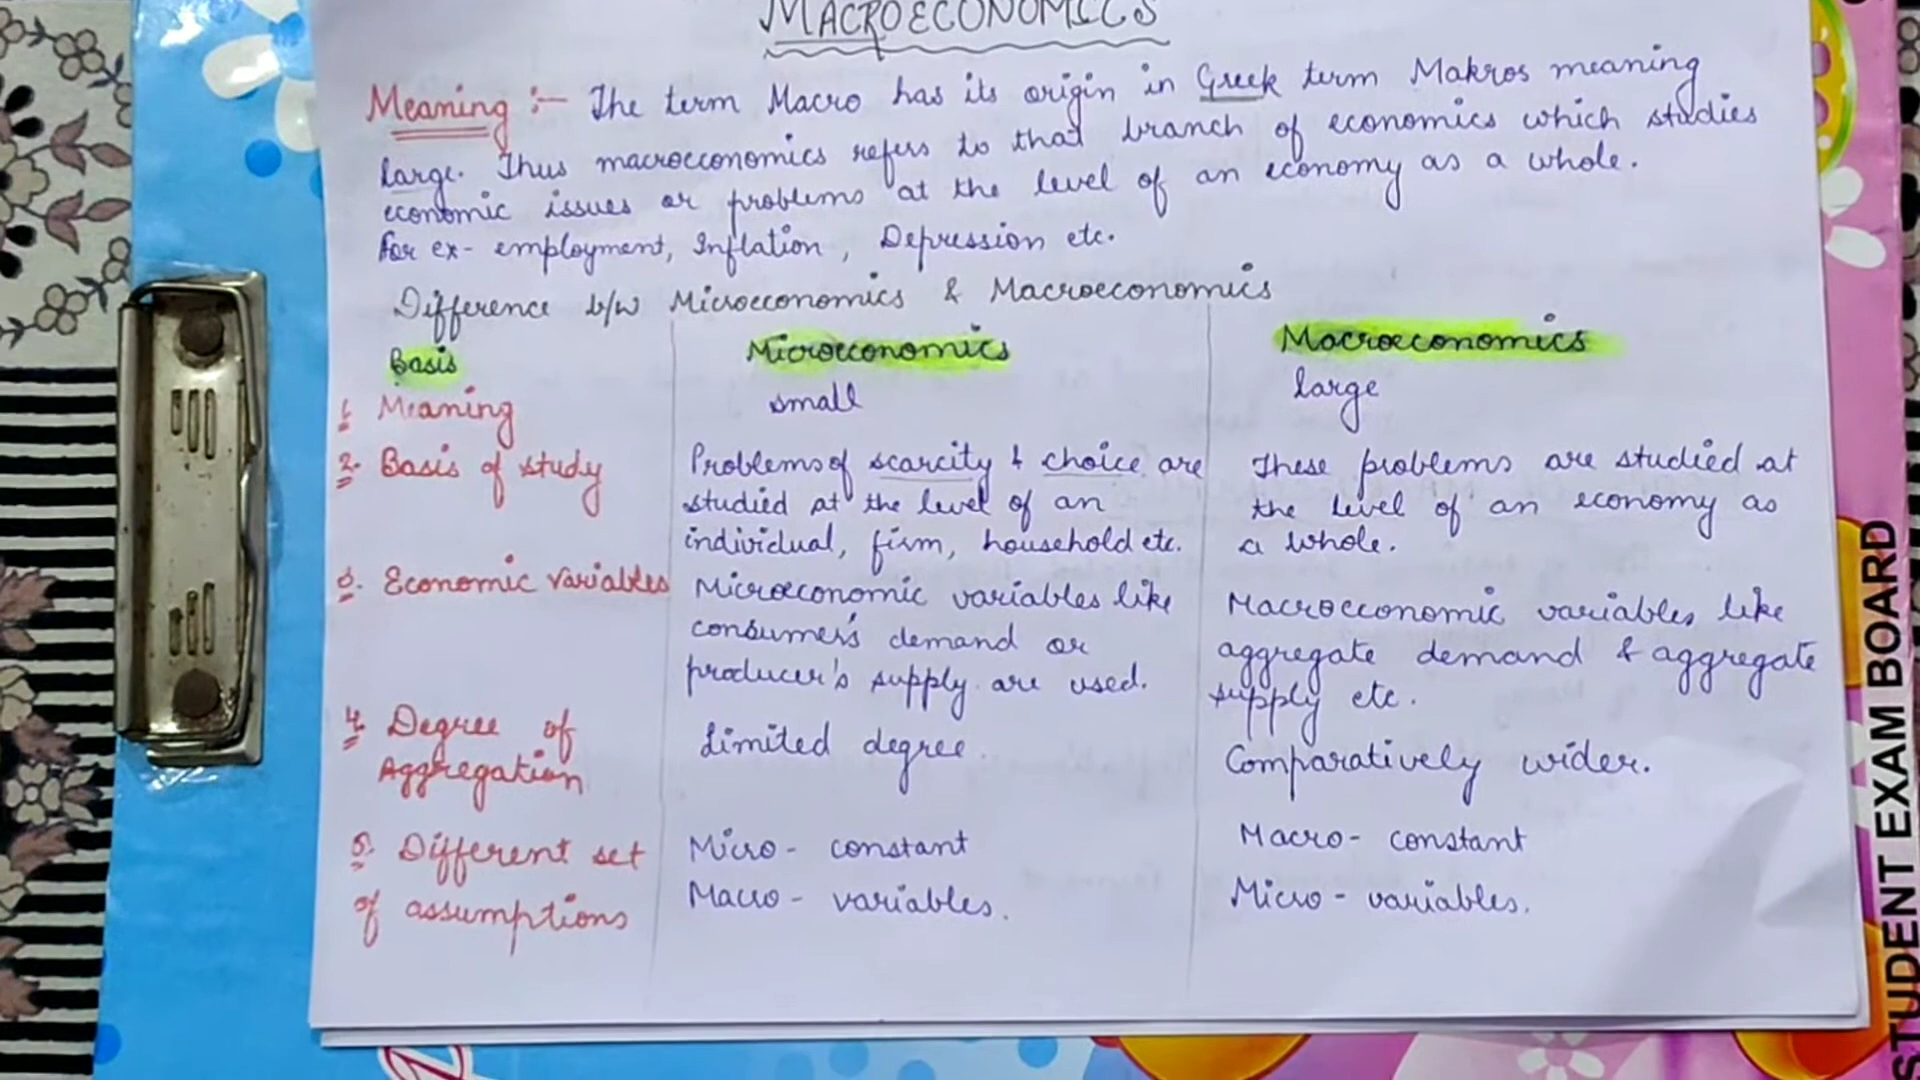 MACROECONOMICS
Meaning :- The term Macro has its origin in Greek term Makros meaning
large. Thus macroeconomics refers to that branch of economics which studies
economic issues or problems at the level of an economy as a whole.
for ex- employment, Inflation, Depression etc.
Difference b/w Microeconomics & Macroeconomics
Basis Microeconomics Macroeconomics
1. Meaning small large
2. Basis of study Problems of scarcity & choice are These problems are studied at
studied at the level of an the level of an economy as
individual, firm, household etc. a whole.
3. Economic variables Microeconomic variables like Macroeconomic variables like
consumer's demand or aggregate demand & aggregate
producer's supply are used. supply etc.
4. Degree of Limited degree. Comparatively wider.
Aggregation
5. Different set Micro - constant Macro - constant
of assumptions Macro - variables. Micro - variables.
STUDENT EXAM BOARD